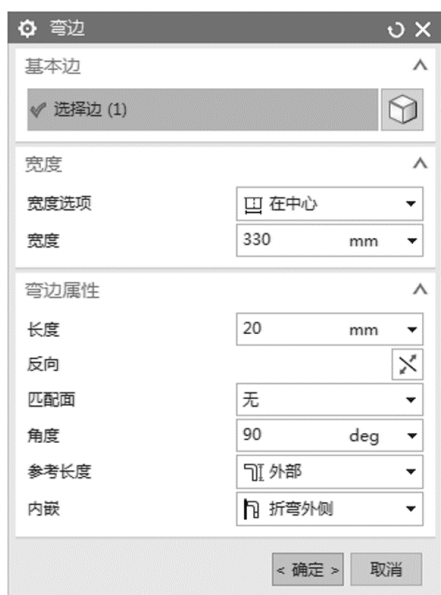 弯边
基本边
选择边 (1)
宽度
宽度选项 在中心
宽度 330 mm
弯边属性
长度 20 mm
反向
匹配面 无
角度 90 deg
参考长度 外部
内嵌 折弯外侧
< 确定 > 取消